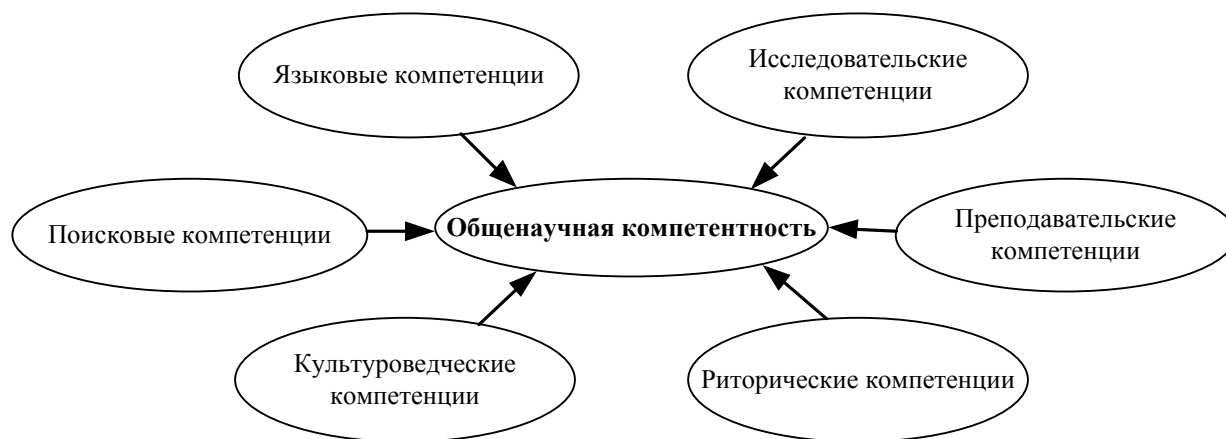 Языковые компетенции
Исследовательские
компетенции
Поисковые компетенции
Общенаучная компетентность
Преподавательские
компетенции
Культуроведческие
компетенции
Риторические компетенции